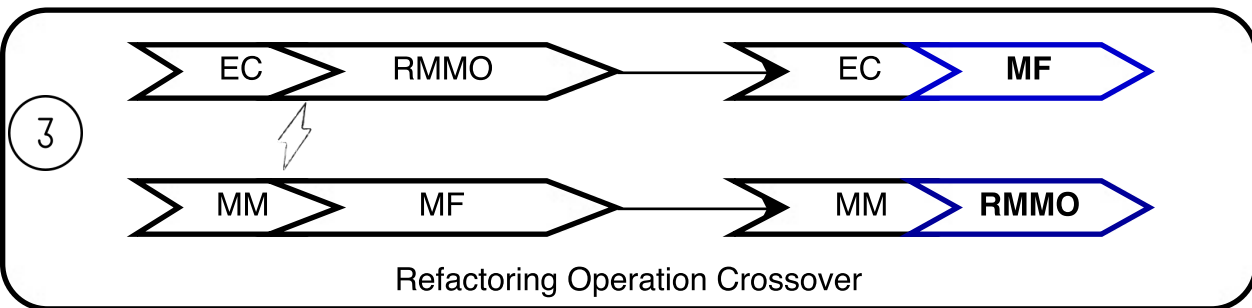 EC RMMO EC MF
3
MM MF MM RMMO
Refactoring Operation Crossover